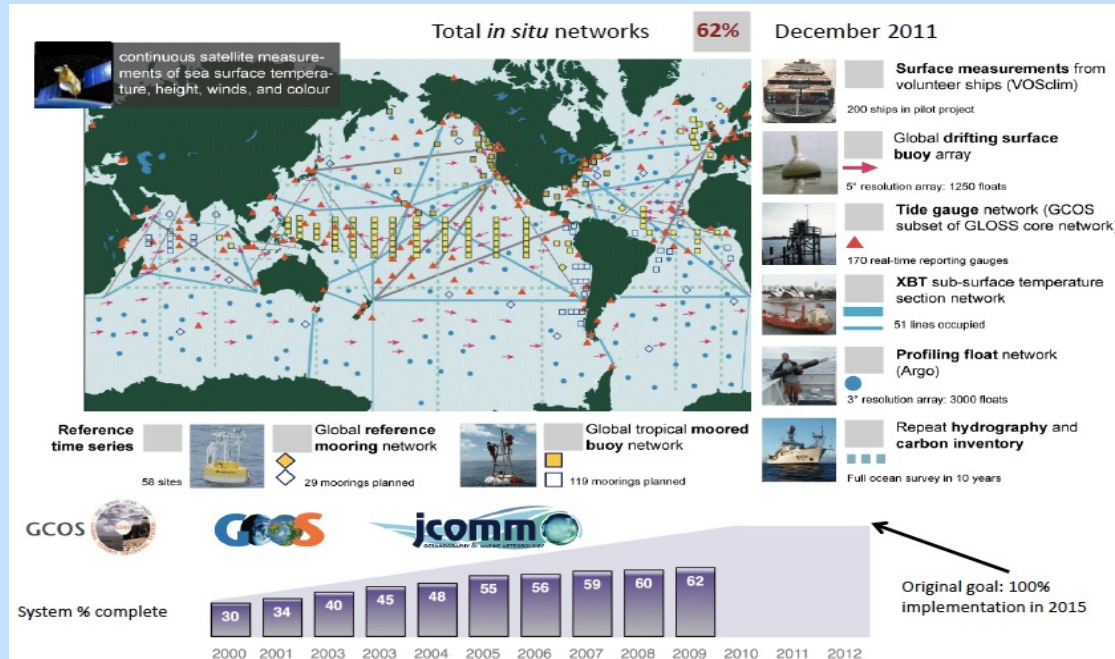 Total in situ networks 62% December 2011
continuous satellite measure-
ments of sea surface tempera-
ture, height, winds, and colour
Surface measurements from
volunteer ships (VOSclim)
200 ships in pilot project
Global drifting surface
buoy array
5° resolution array: 1250 floats
Tide gauge network (GCOS
subset of GLOSS core network)
170 real-time reporting gauges
XBT sub-surface temperature
section network
51 lines occupied
Profiling float network
(Argo)
3° resolution array: 3000 floats
Repeat hydrography and
carbon inventory
Full ocean survey in 10 years
Reference
time series
58 sites
Global reference
mooring network
29 moorings planned
Global tropical moored
buoy network
119 moorings planned
GCOS
GOOS
jcomm
OCEANOGRAPHY & MARINE METEOROLOGY
Original goal: 100%
implementation in 2015
System % complete
30 34 40 45 48 55 56 59 60 62
2000 2001 2003 2003 2004 2005 2006 2007 2008 2009 2010 2011 2012